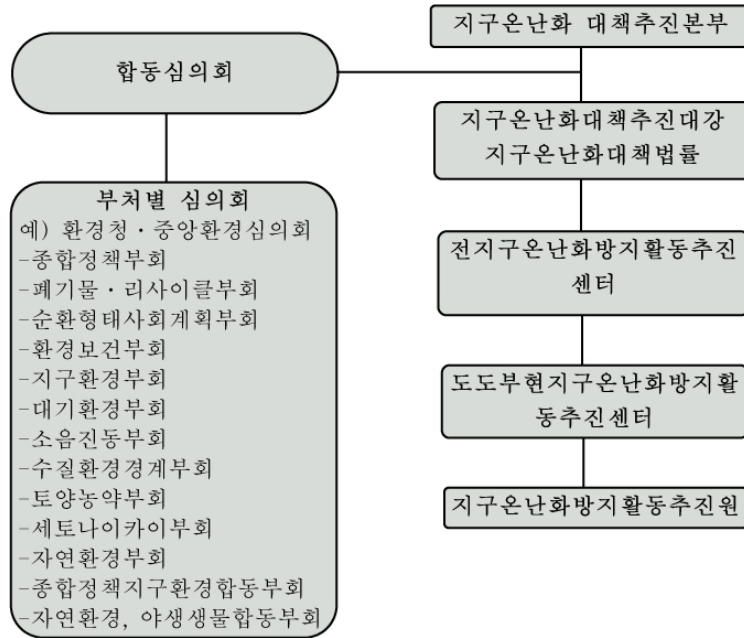 지구온난화 대책추진본부
합동심의회
지구온난화대책추진대강
지구온난화대책법률
부처별 심의회
예) 환경청·중앙환경심의회
-종합정책부회
-폐기물·리사이클부회
-순환형태사회계획부회
-환경보건부회
-지구환경부회
-대기환경부회
-소음진동부회
-수질환경경계부회
-토양농약부회
-세토나이카이부회
-자연환경부회
-종합정책지구환경합동부회
-자연환경, 야생생물합동부회
전지구온난화방지활동추진
센터
도도부현지구온난화방지활
동추진센터
지구온난화방지활동추진원